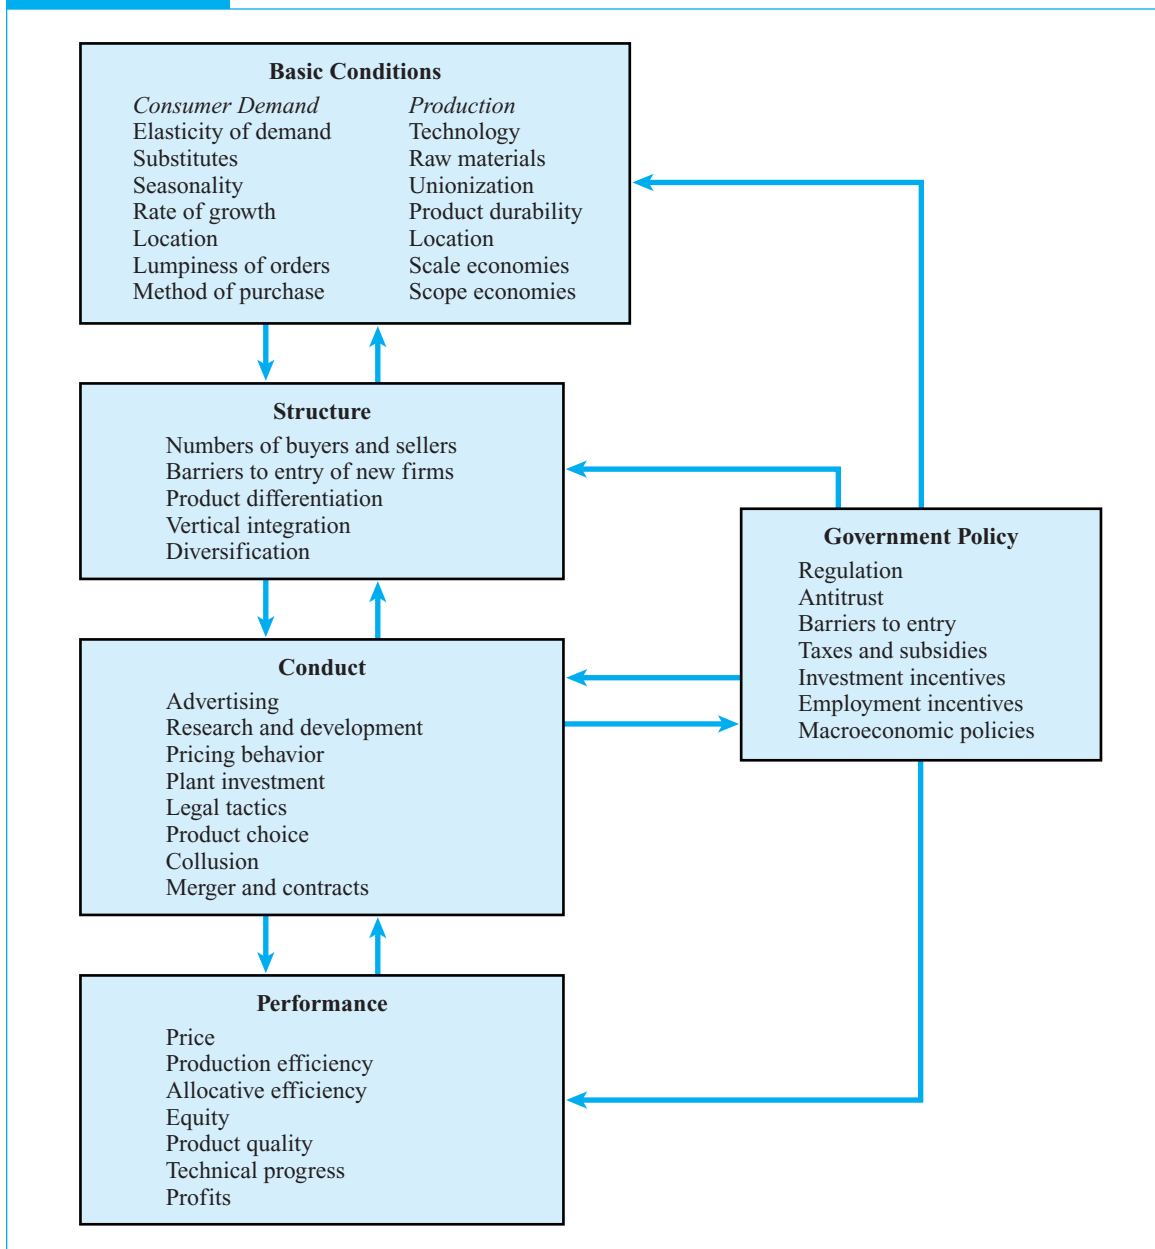 Basic Conditions
Consumer Demand
Elasticity of demand
Substitutes
Seasonality
Rate of growth
Location
Lumpiness of orders
Method of purchase
Production
Technology
Raw materials
Unionization
Product durability
Location
Scale economies
Scope economies
Structure
Numbers of buyers and sellers
Barriers to entry of new firms
Product differentiation
Vertical integration
Diversification
Government Policy
Regulation
Antitrust
Barriers to entry
Taxes and subsidies
Investment incentives
Employment incentives
Macroeconomic policies
Conduct
Advertising
Research and development
Pricing behavior
Plant investment
Legal tactics
Product choice
Collusion
Merger and contracts
Performance
Price
Production efficiency
Allocative efficiency
Equity
Product quality
Technical progress
Profits